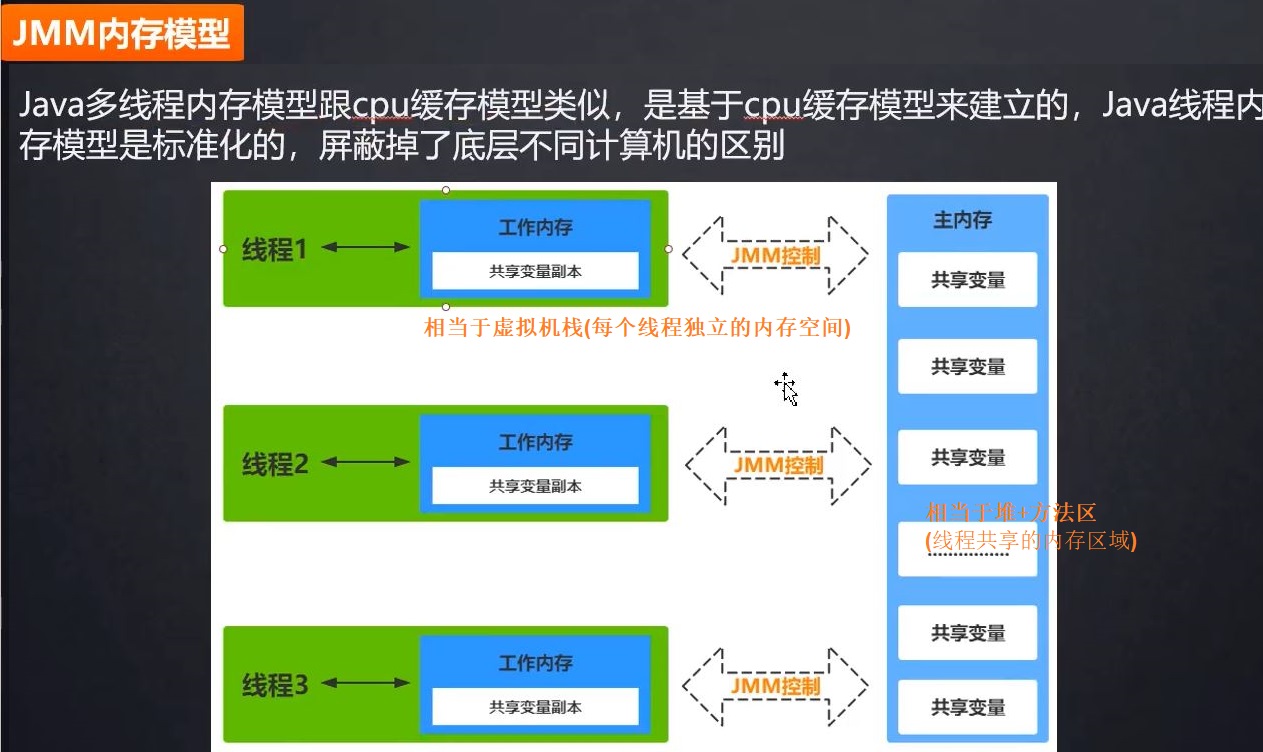 JMM内存模型
Java多线程内存模型跟cpu缓存模型类似，是基于cpu缓存模型来建立的，Java线程内
存模型是标准化的，屏蔽掉了底层不同计算机的区别
线程1
工作内存
共享变量副本
JMM控制
相当于虚拟机栈(每个线程独立的内存空间)
线程2
工作内存
共享变量副本
JMM控制
线程3
工作内存
共享变量副本
JMM控制
主内存
共享变量
共享变量
共享变量
相当于堆+方法区
(线程共享的内存区域)
................
共享变量
共享变量